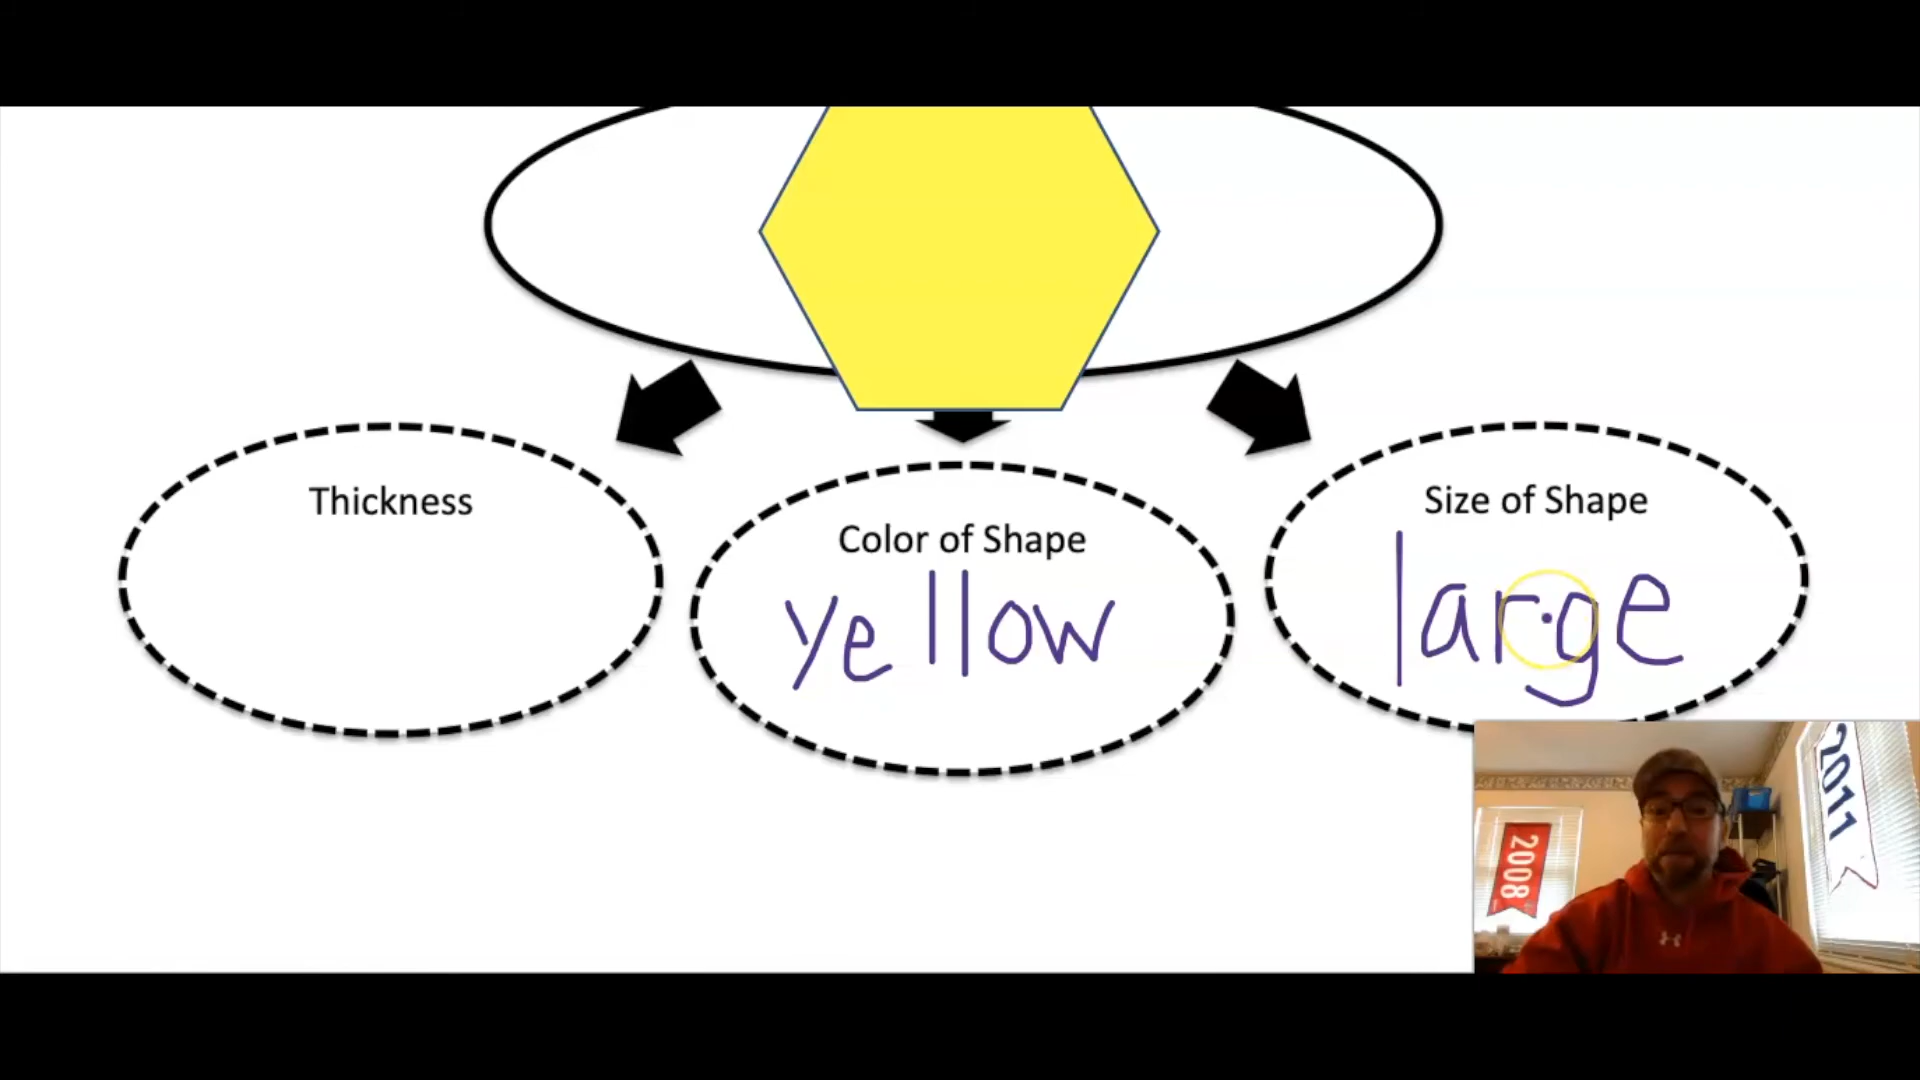 Thickness
Color of Shape
yellow
Size of Shape
large
2008
2011